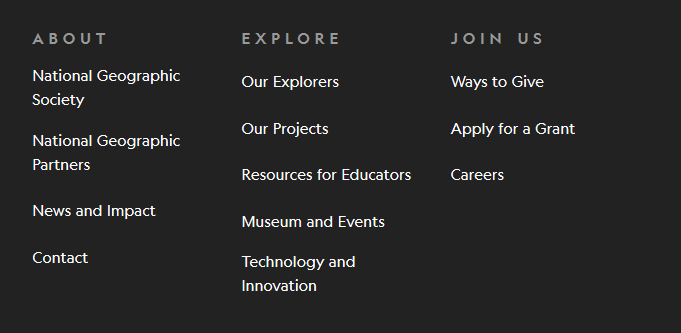 ABOUT
National Geographic
Society
National Geographic
Partners
News and Impact
Contact
EXPLORE
Our Explorers
Our Projects
Resources for Educators
Museum and Events
Technology and
Innovation
JOIN US
Ways to Give
Apply for a Grant
Careers